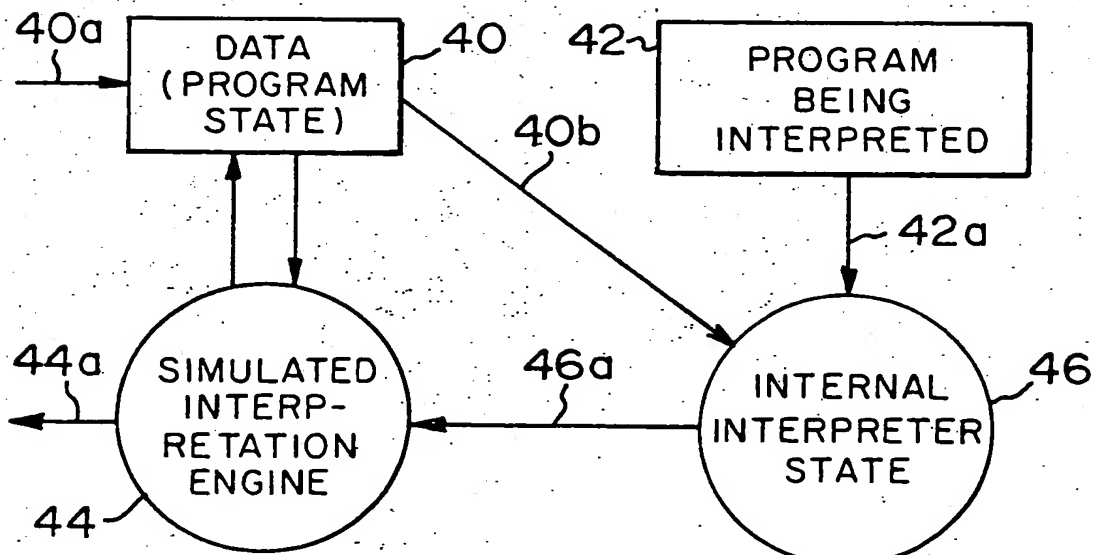 40a
DATA
(PROGRAM
STATE)
40
42
PROGRAM
BEING
INTERPRETED
40b
42a
44a
SIMULATED
INTERP-
RETATION
ENGINE
44
46a
INTERNAL
INTERPRETER
STATE
46